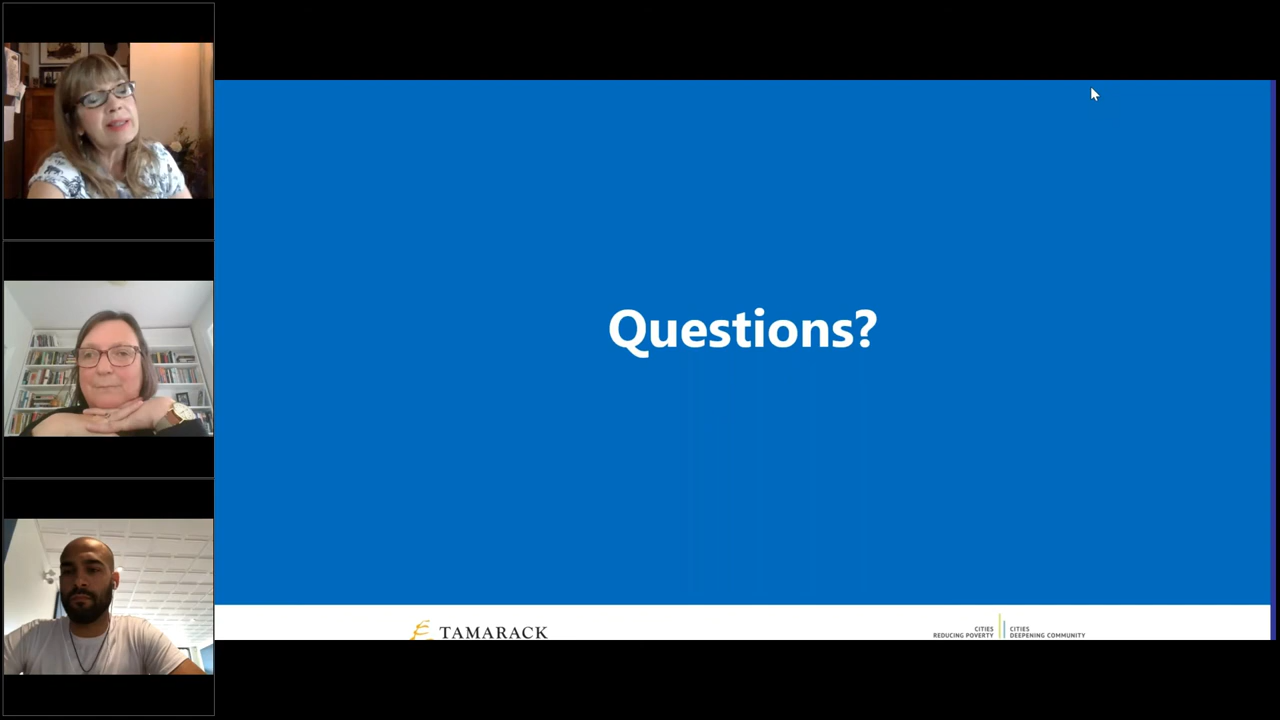 Questions?
TAMARACK
CITIES
REDUCING POVERTY
CITIES
DEEPENING COMMUNITY